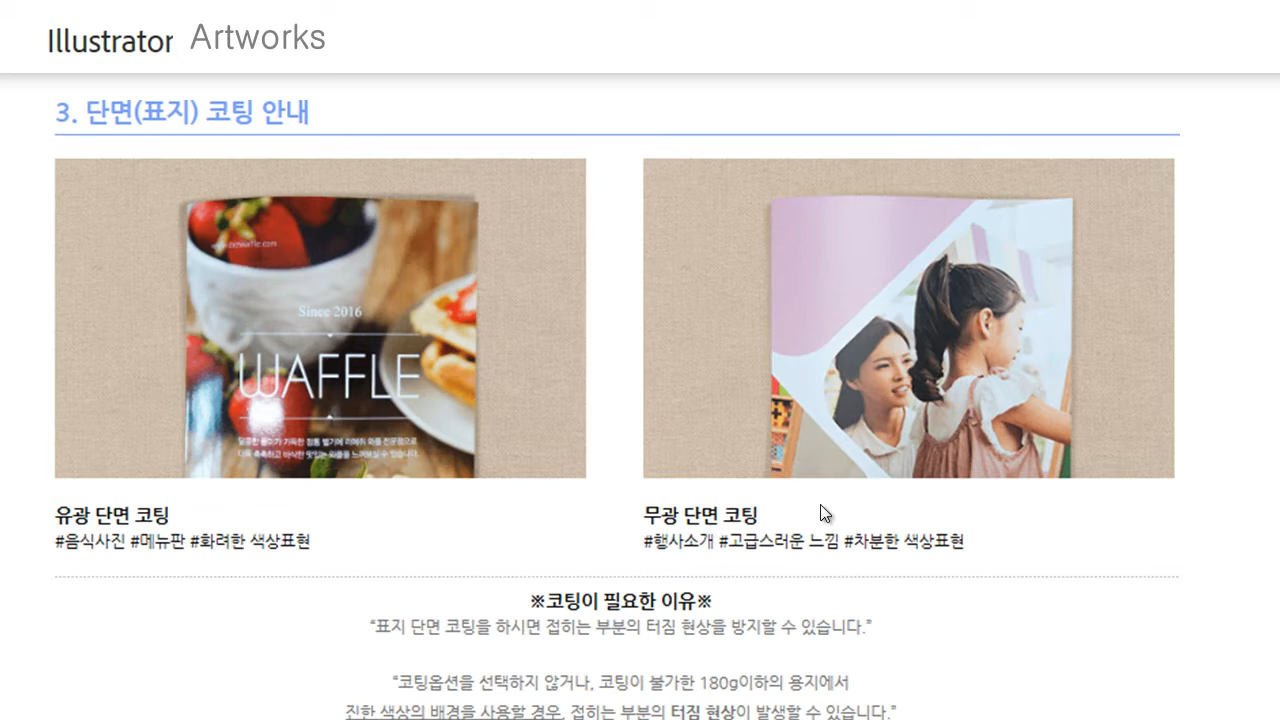 Illustrator Artworks
3. 단면(표지) 코팅 안내
Since 2016
WAFFLE
유광 단면 코팅
#음식사진 #메뉴판 #화려한 색상표현
무광 단면 코팅
#행사소개 #고급스러운 느낌 #차분한 색상표현
※코팅이 필요한 이유※
“표지 단면 코팅을 하시면 접히는 부분의 터짐 현상을 방지할 수 있습니다.”
“코팅옵션을 선택하지 않거나, 코팅이 불가한 180g이하의 용지에서
진한 색상의 배경을 사용할 경우, 접히는 부분의 터짐 현상이 발생할 수 있습니다.”